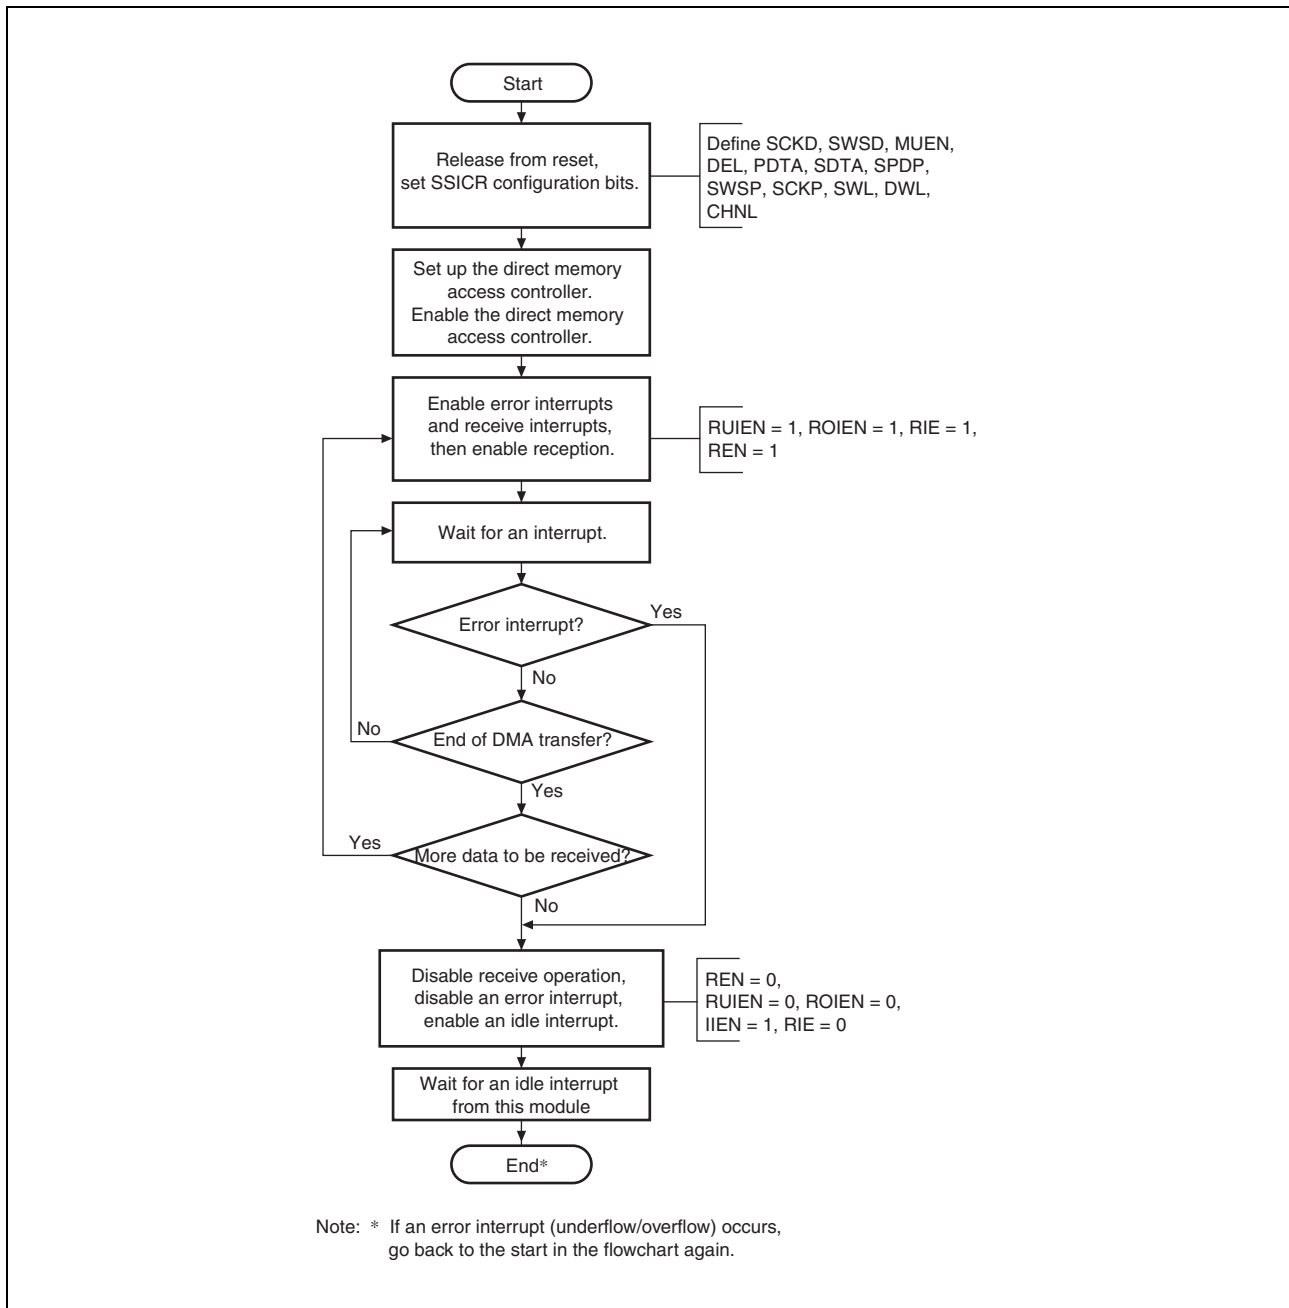 Start
Release from reset,
set SSICR configuration bits.
Define SCKD, SWSD, MUEN,
DEL, PDTA, SDTA, SPDP,
SWSP, SCKP, SWL, DWL,
CHNL
Set up the direct memory
access controller.
Enable the direct memory
access controller.
Enable error interrupts
and receive interrupts,
then enable reception.
RUIEN = 1, ROIEN = 1, RIE = 1,
REN = 1
Wait for an interrupt.
Error interrupt?
Yes
No
End of DMA transfer?
No
Yes
More data to be received?
Yes
No
Disable receive operation,
disable an error interrupt,
enable an idle interrupt.
REN = 0,
RUIEN = 0, ROIEN = 0,
IIEN = 1, RIE = 0
Wait for an idle interrupt
from this module
End*
Note: * If an error interrupt (underflow/overflow) occurs,
go back to the start in the flowchart again.